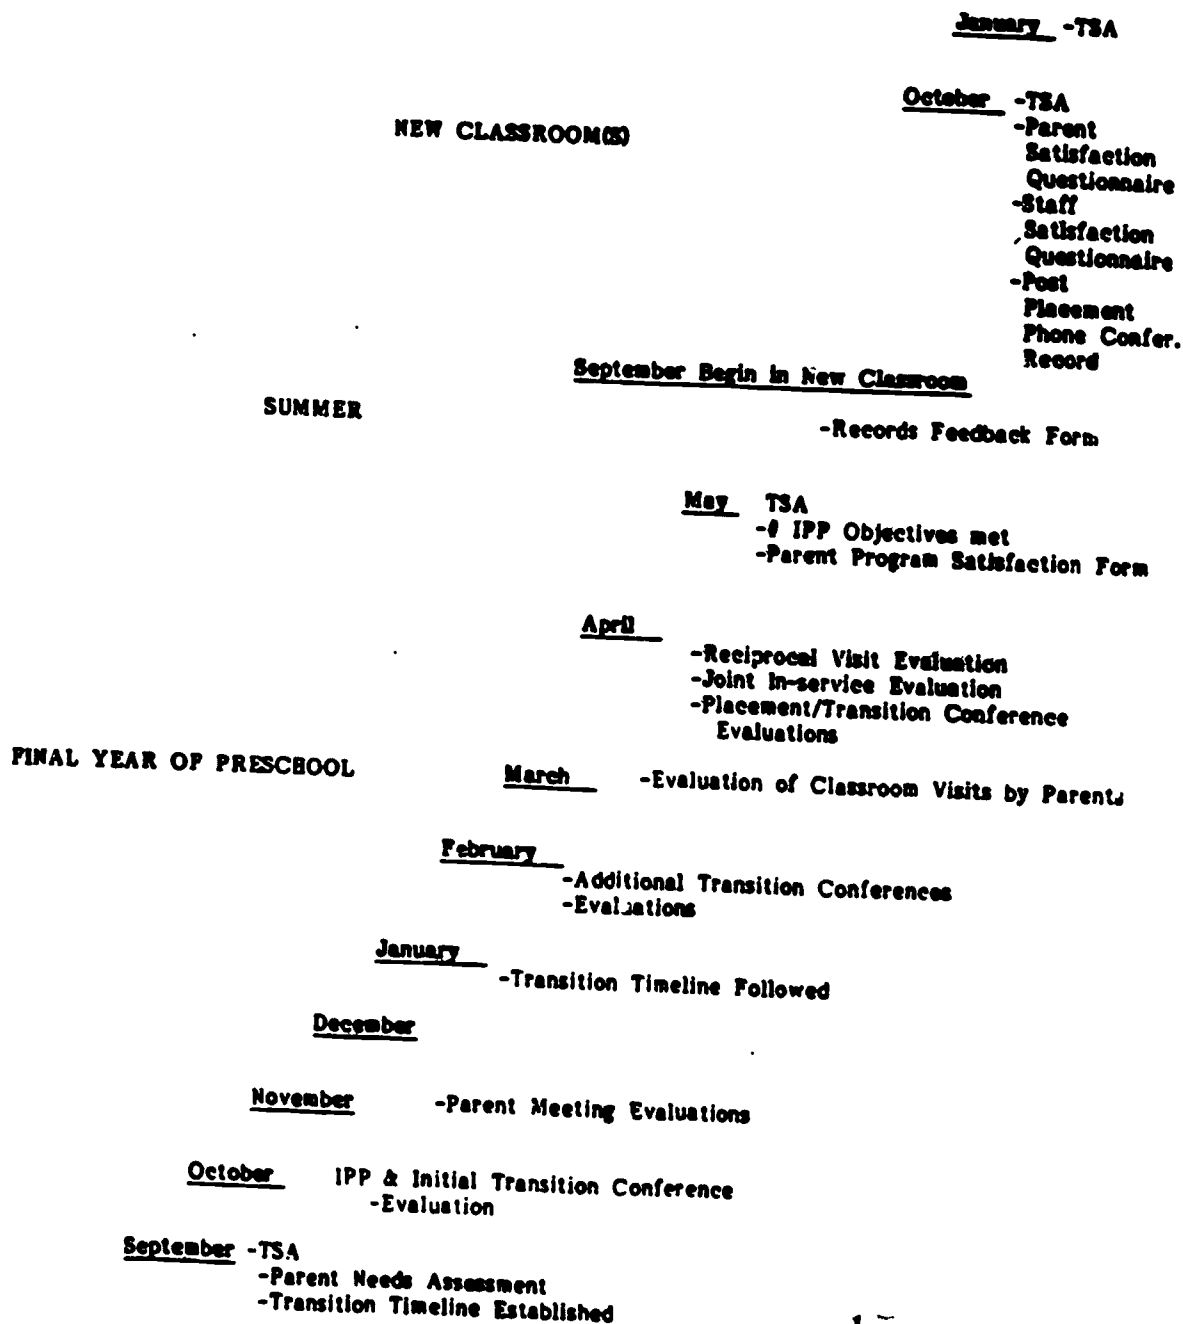 January -TSA
October -TSA
NEW CLASSROOM(S)
-Parent
Satisfaction
Questionnaire
-Staff
Satisfaction
Questionnaire
-Post
Placement
Phone Confer.
Record
September Begin in New Classroom
SUMMER
-Records Feedback Form
May TSA
-# IPP Objectives met
-Parent Program Satisfaction Form
April
-Reciprocal Visit Evaluation
-Joint In-service Evaluation
-Placement/Transition Conference
Evaluations
FINAL YEAR OF PRESCHOOL
March -Evaluation of Classroom Visits by Parents
February
-Additional Transition Conferences
-Evaluations
January
-Transition Timeline Followed
December
November -Parent Meeting Evaluations
October IPP & Initial Transition Conference
-Evaluation
September -TSA
-Parent Needs Assessment
-Transition Timeline Established